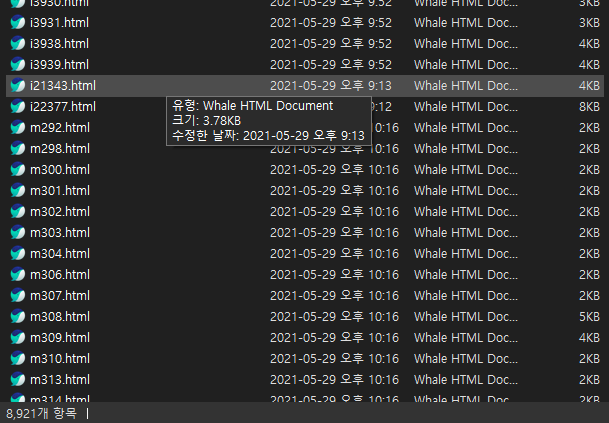 i3930.html 2021-05-29 오후 9:52 Whale HTML Doc... 3KB
i3931.html 2021-05-29 오후 9:52 Whale HTML Doc... 3KB
i3938.html 2021-05-29 오후 9:52 Whale HTML Doc... 4KB
i3939.html 2021-05-29 오후 9:52 Whale HTML Doc... 4KB
i21343.html 2021-05-29 오후 9:13 Whale HTML Doc... 4KB
i22377.html 9:12 Whale HTML Doc... 8KB
유형: Whale HTML Document
크기: 3.78KB
수정한 날짜: 2021-05-29 오후 9:13
m292.html 10:16 Whale HTML Doc... 2KB
m298.html 2021-05-29 오후 10:16 Whale HTML Doc... 2KB
m300.html 2021-05-29 오후 10:16 Whale HTML Doc... 2KB
m301.html 2021-05-29 오후 10:16 Whale HTML Doc... 2KB
m302.html 2021-05-29 오후 10:16 Whale HTML Doc... 2KB
m303.html 2021-05-29 오후 10:16 Whale HTML Doc... 2KB
m304.html 2021-05-29 오후 10:16 Whale HTML Doc... 2KB
m306.html 2021-05-29 오후 10:16 Whale HTML Doc... 2KB
m307.html 2021-05-29 오후 10:16 Whale HTML Doc... 2KB
m308.html 2021-05-29 오후 10:16 Whale HTML Doc... 5KB
m309.html 2021-05-29 오후 10:16 Whale HTML Doc... 4KB
m310.html 2021-05-29 오후 10:16 Whale HTML Doc... 2KB
m313.html 2021-05-29 오후 10:16 Whale HTML Doc... 2KB
m314.html 2021-05-29 오후 10:16 Whale HTML Doc... 2KB
8,921개 항목